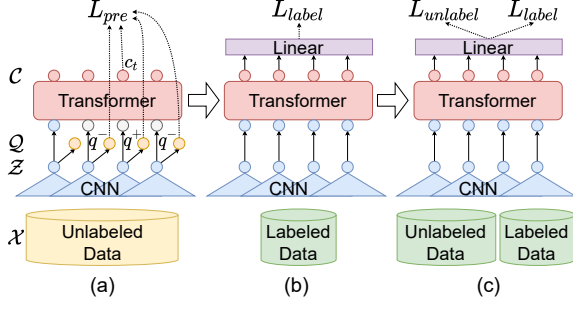 L_pre
L_label
L_unlabel L_label
c_t
Linear
Linear
C
Transformer
Transformer
Transformer
Q
q^- q^+ q^-
Z
CNN
CNN
CNN
X
Unlabeled
Data
Labeled
Data
Unlabeled
Data
Labeled
Data
(a)
(b)
(c)